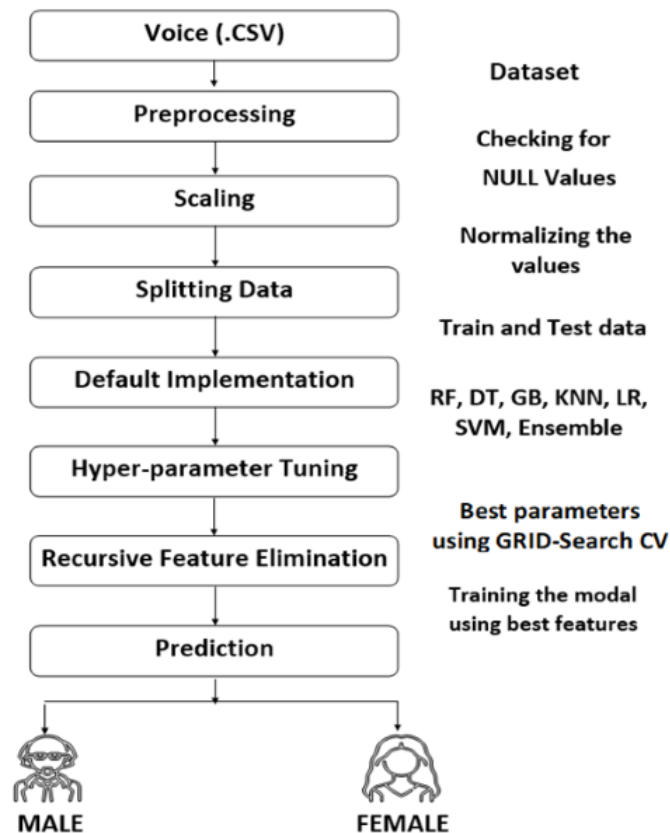 Voice (.CSV)
Dataset
Preprocessing
Checking for
NULL Values
Scaling
Normalizing the
values
Splitting Data
Train and Test data
Default Implementation
RF, DT, GB, KNN, LR,
SVM, Ensemble
Hyper-parameter Tuning
Best parameters
using GRID-Search CV
Recursive Feature Elimination
Training the modal
using best features
Prediction
MALE
FEMALE